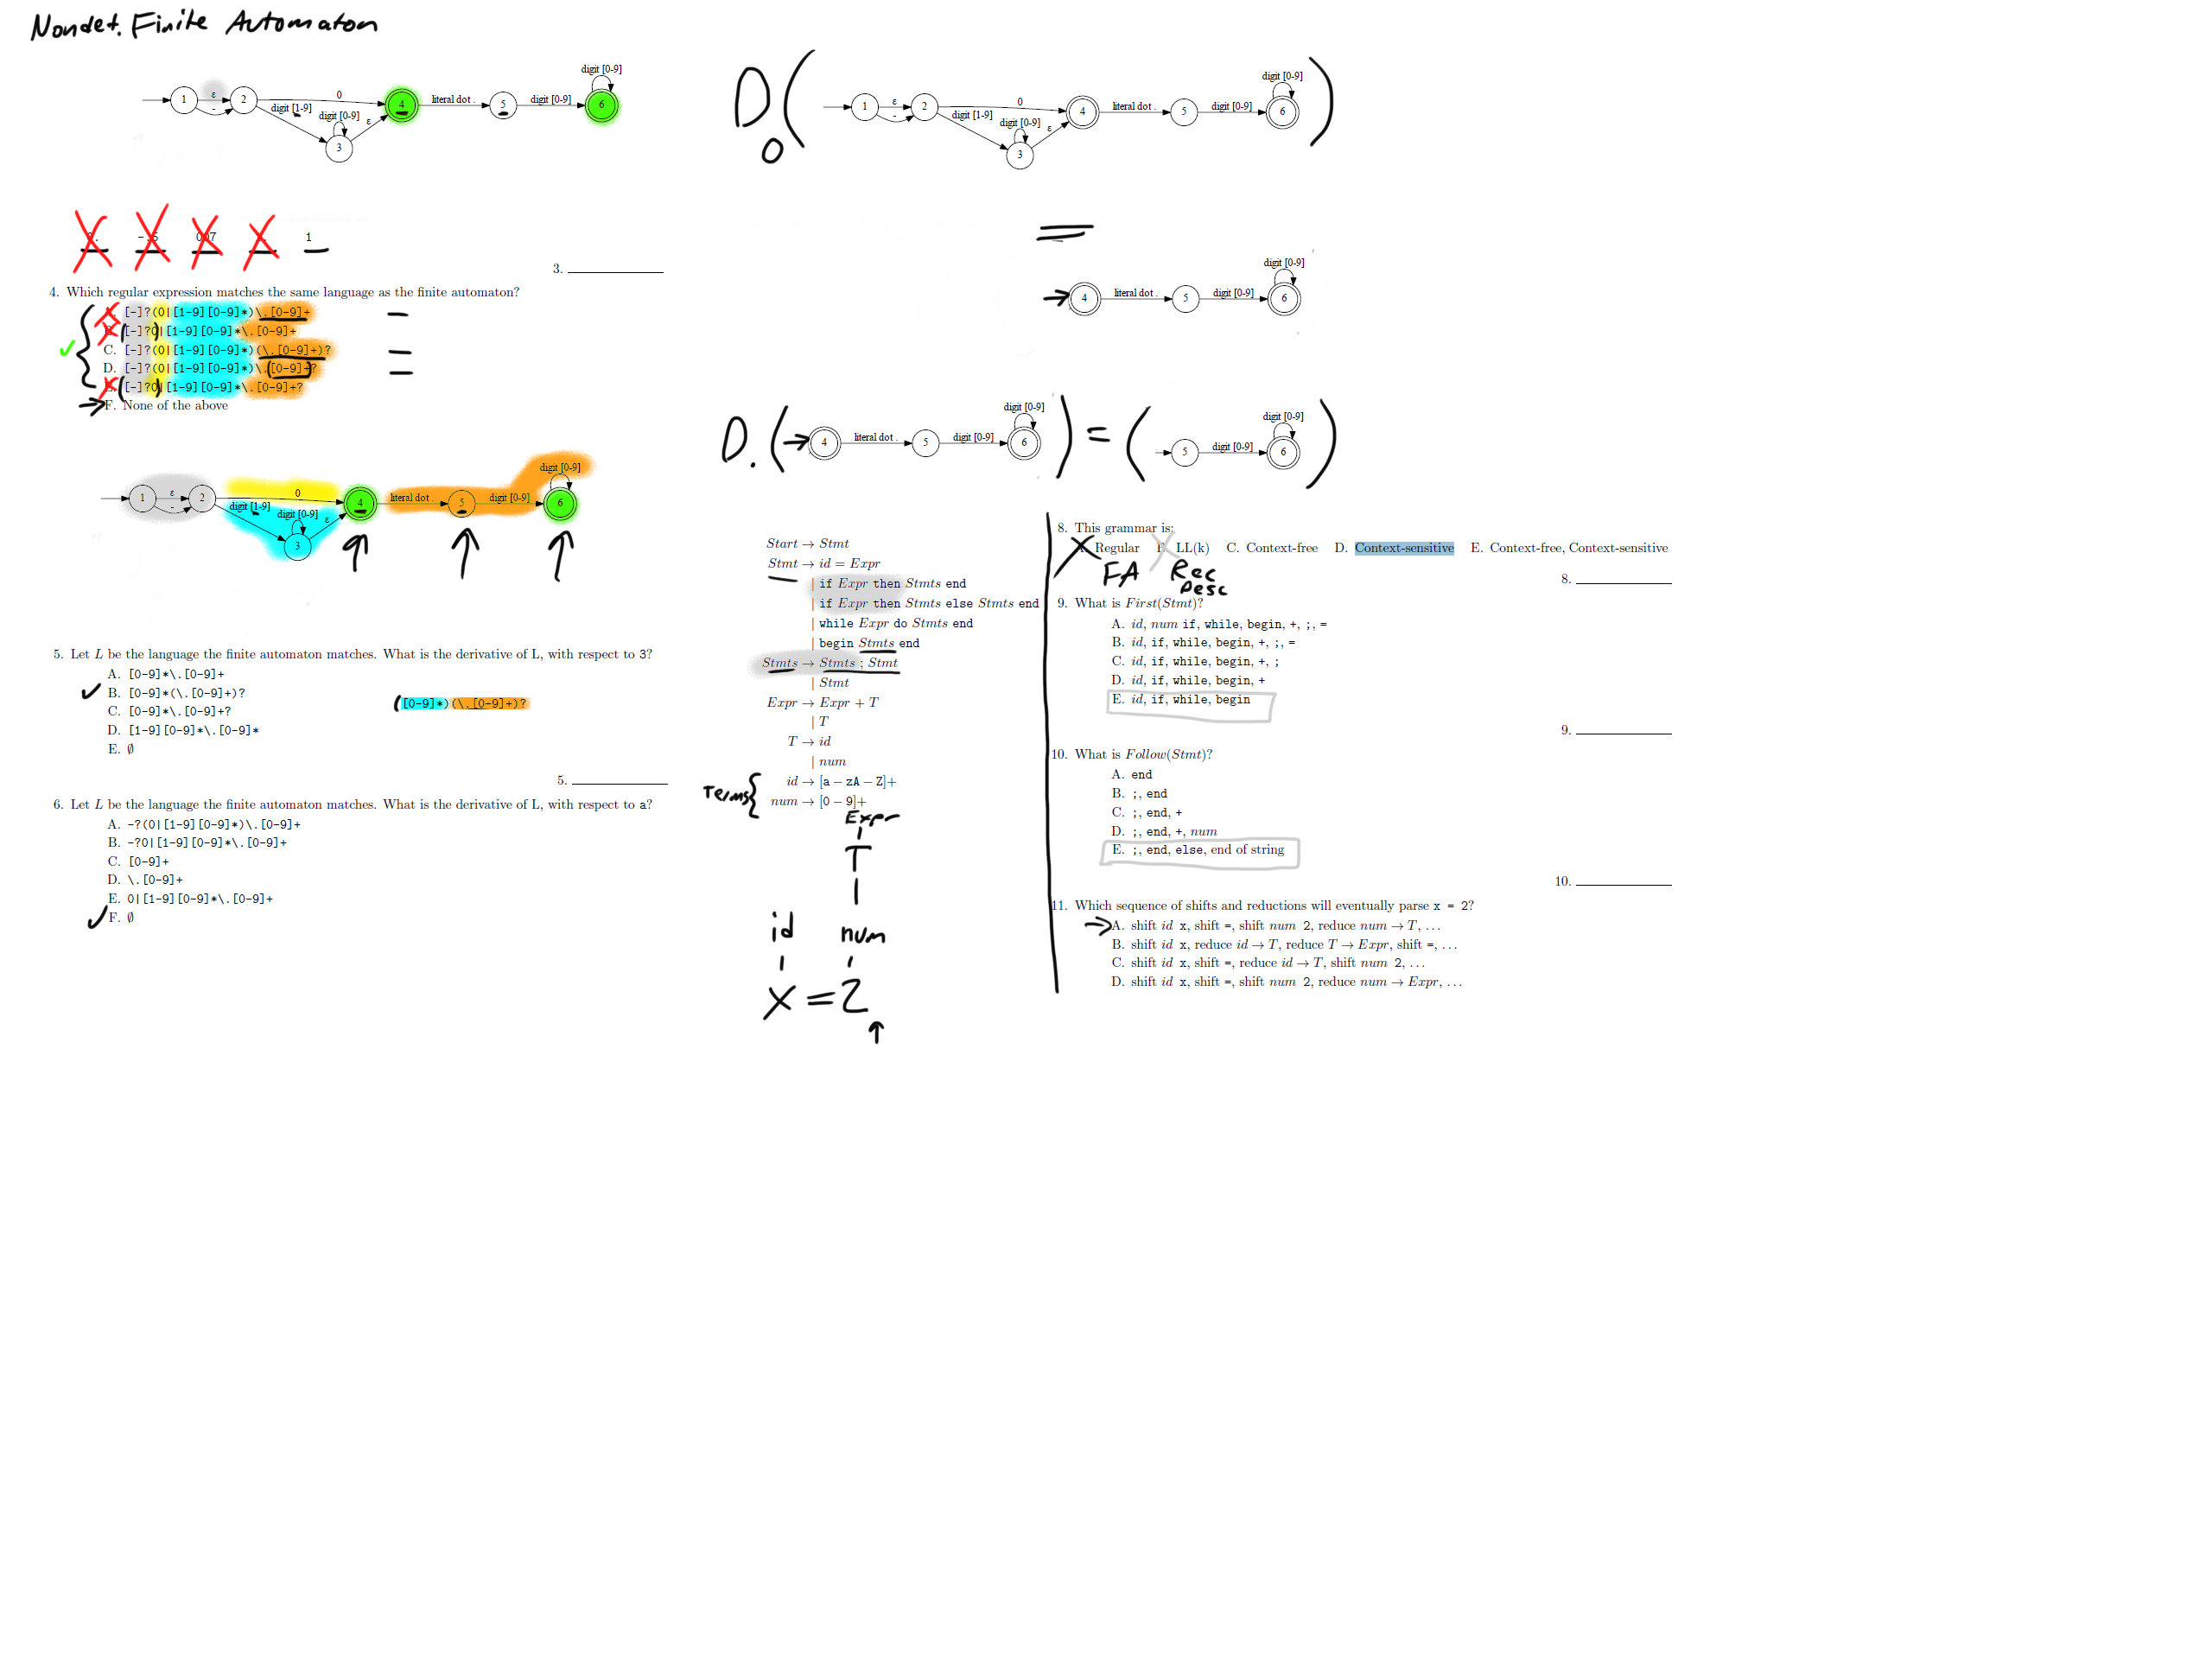 Nondet. Finite Automaton
digit [0-9]
1 ε 2 0 4 literal dot . 5 digit [0-9] 6
-
digit [1-9]
digit [0-9] ε
3
1
3.
4. Which regular expression matches the same language as the finite automaton?
[-]?(0|[1-9][0-9]*)\.[0-9]+
([-]?0)|[1-9][0-9]*\.[0-9]+
C. [-]?(0|[1-9][0-9]*)(\.[0-9]+)?
D. [-]?(0|[1-9][0-9]*)\.([0-9]+)?
([-]?0)|[1-9][0-9]*\.[0-9]+?
F. None of the above
digit [0-9]
1 ε 2 0 4 literal dot . 5 digit [0-9] 6
-
digit [1-9]
digit [0-9] ε
3
5. Let L be the language the finite automaton matches. What is the derivative of L, with respect to 3?
A. [0-9]*\.[0-9]+
B. [0-9]*(\.[0-9]+)?
C. [0-9]*\.[0-9]+?
D. [1-9][0-9]*\.[0-9]*
E. ∅
([0-9]*)(\.[0-9]+)?
5.
6. Let L be the language the finite automaton matches. What is the derivative of L, with respect to a?
A. -?(0|[1-9][0-9]*)\.[0-9]+
B. -?0|[1-9][0-9]*\.[0-9]+
C. [0-9]+
D. \.[0-9]+
E. 0|[1-9][0-9]*\.[0-9]+
F. ∅
D0(
digit [0-9]
1 ε 2 0 4 literal dot . 5 digit [0-9] 6
-
digit [1-9]
digit [0-9] ε
3
)
=
digit [0-9]
4 literal dot . 5 digit [0-9] 6
digit [0-9] digit [0-9]
D.( 4 literal dot . 5 digit [0-9] 6 ) = ( 5 digit [0-9] 6 )
Start → Stmt
Stmt → id = Expr
| if Expr then Stmts end
| if Expr then Stmts else Stmts end
| while Expr do Stmts end
| begin Stmts end
Stmts → Stmts ; Stmt
| Stmt
Expr → Expr + T
| T
T → id
| num
id → [a − zA − Z]+
num → [0 − 9]+
Terms {
Expr
T
id num
x = 2
8. This grammar is:
Regular LL(k) C. Context-free D. Context-sensitive E. Context-free, Context-sensitive
FA Rec Desc
8.
9. What is First(Stmt)?
A. id, num if, while, begin, +, ;, =
B. id, if, while, begin, +, ;, =
C. id, if, while, begin, +, ;
D. id, if, while, begin, +
E. id, if, while, begin
9.
10. What is Follow(Stmt)?
A. end
B. ;, end
C. ;, end, +
D. ;, end, +, num
E. ;, end, else, end of string
10.
11. Which sequence of shifts and reductions will eventually parse x = 2?
A. shift id x, shift =, shift num 2, reduce num → T, ...
B. shift id x, reduce id → T, reduce T → Expr, shift =, ...
C. shift id x, shift =, reduce id → T, shift num 2, ...
D. shift id x, shift =, shift num 2, reduce num → Expr, ...